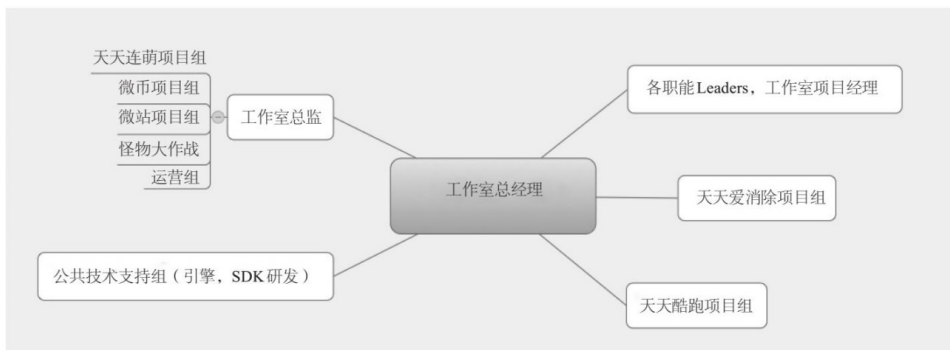 天天连萌项目组
微币项目组
微站项目组
怪物大作战
运营组
工作室总监
公共技术支持组（引擎，SDK研发）
工作室总经理
各职能Leaders，工作室项目经理
天天爱消除项目组
天天酷跑项目组